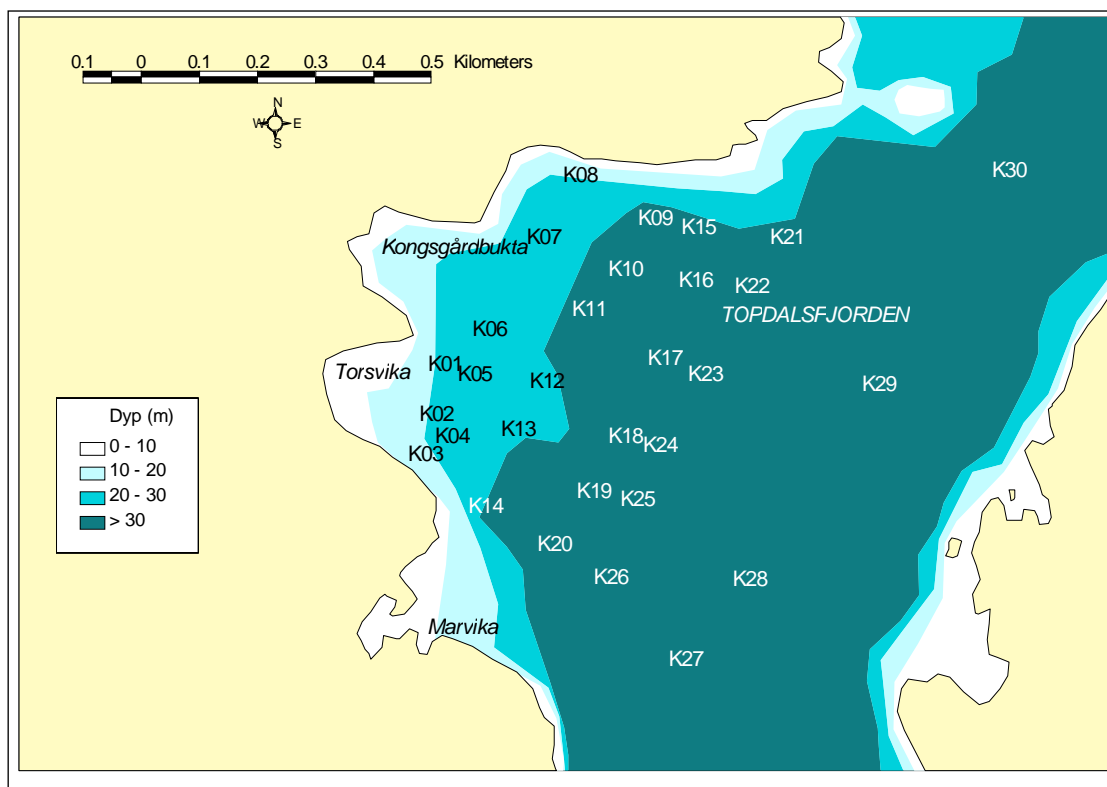 0.1 0 0.1 0.2 0.3 0.4 0.5 Kilometers
N
W E
S
K08
K30
K09
K15
K07
K21
Kongsgårdbukta
K10
K16
K22
K11
TOPDALSFJORDEN
K06
K01
K17
Torsvika
K05
K23
K12
K29
K02
K13
K04
K18
K24
K03
K19
K25
K14
K20
K26
K28
Marvika
K27
Dyp (m)
0 - 10
10 - 20
20 - 30
> 30